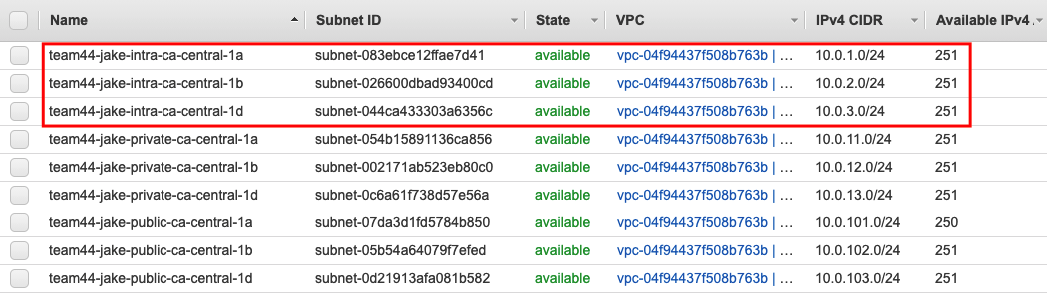 Name Subnet ID State VPC IPv4 CIDR Available IPv4
team44-jake-intra-ca-central-1a subnet-083ebce12ffae7d41 available vpc-04f94437f508b763b | ... 10.0.1.0/24 251
team44-jake-intra-ca-central-1b subnet-026600dbad93400cd available vpc-04f94437f508b763b | ... 10.0.2.0/24 251
team44-jake-intra-ca-central-1d subnet-044ca433303a6356c available vpc-04f94437f508b763b | ... 10.0.3.0/24 251
team44-jake-private-ca-central-1a subnet-054b15891136ca856 available vpc-04f94437f508b763b | ... 10.0.11.0/24 251
team44-jake-private-ca-central-1b subnet-002171ab523eb80c0 available vpc-04f94437f508b763b | ... 10.0.12.0/24 251
team44-jake-private-ca-central-1d subnet-0c6a61f738d57e56a available vpc-04f94437f508b763b | ... 10.0.13.0/24 251
team44-jake-public-ca-central-1a subnet-07da3d1fd5784b850 available vpc-04f94437f508b763b | ... 10.0.101.0/24 250
team44-jake-public-ca-central-1b subnet-05b54a64079f7efed available vpc-04f94437f508b763b | ... 10.0.102.0/24 251
team44-jake-public-ca-central-1d subnet-0d21913afa081b582 available vpc-04f94437f508b763b | ... 10.0.103.0/24 251